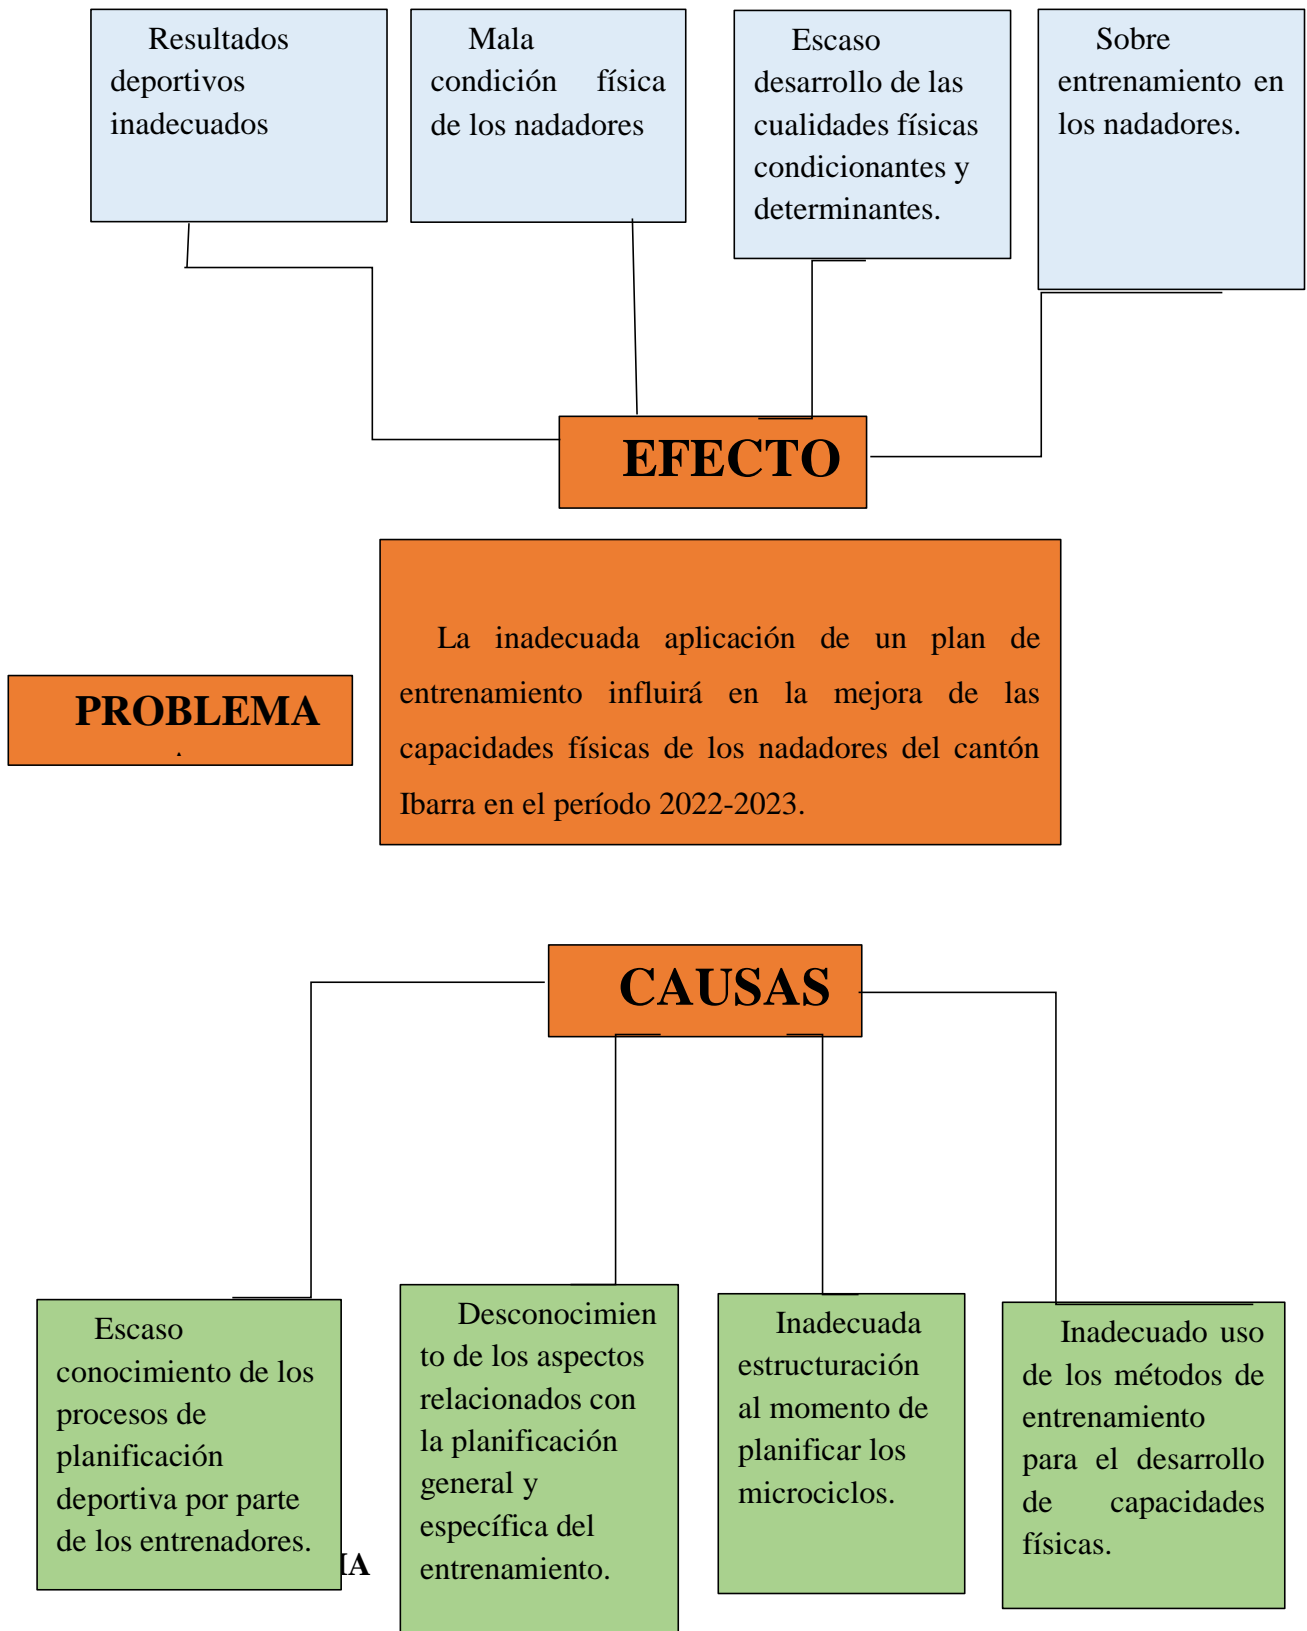 Resultados
deportivos
inadecuados
Mala
condición física
de los nadadores
Escaso
desarrollo de las
cualidades físicas
condicionantes y
determinantes.
Sobre
entrenamiento en
los nadadores.
EFECTO
La inadecuada aplicación de un plan de
entrenamiento influirá en la mejora de las
capacidades físicas de los nadadores del cantón
Ibarra en el período 2022-2023.
PROBLEMA
CAUSAS
Escaso
conocimiento de los
procesos de
planificación
deportiva por parte
de los entrenadores.
Desconocimien
to de los aspectos
relacionados con
la planificación
general y
específica del
entrenamiento.
Inadecuada
estructuración
al momento de
planificar los
microciclos.
Inadecuado uso
de los métodos de
entrenamiento
para el desarrollo
de capacidades
físicas.